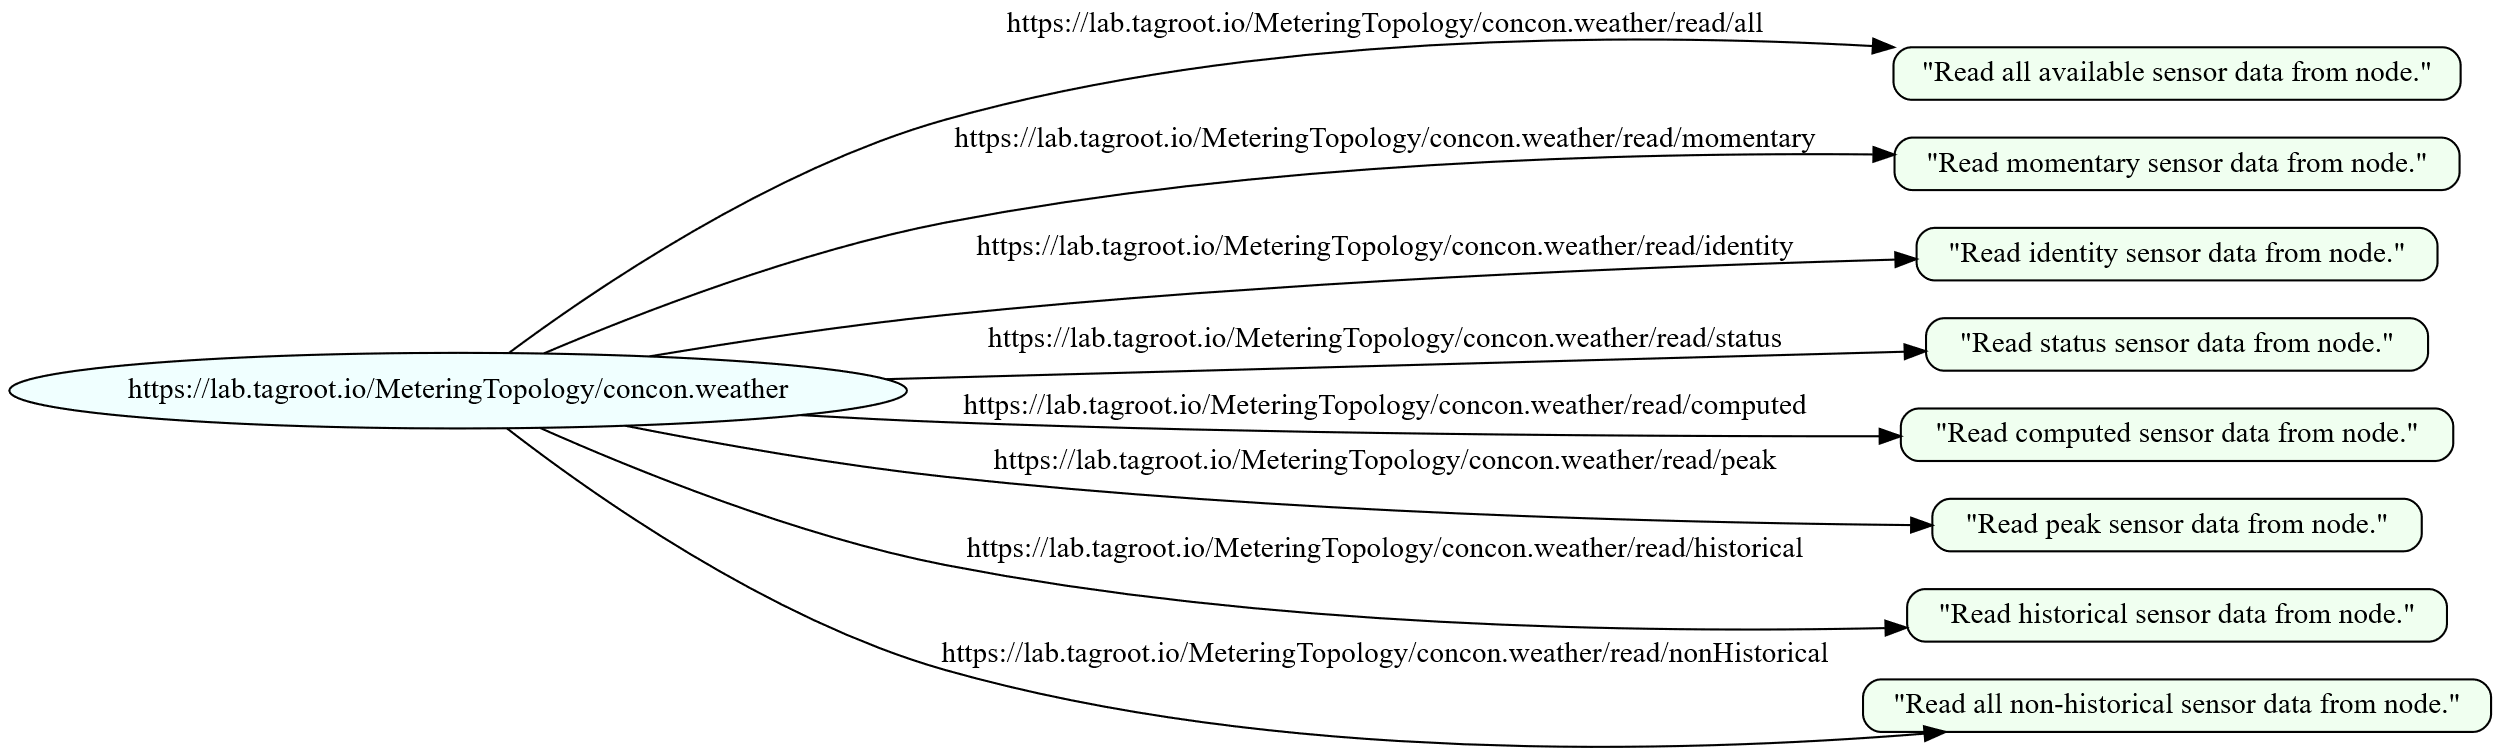 https://lab.tagroot.io/MeteringTopology/concon.weather/read/all
"Read all available sensor data from node."
https://lab.tagroot.io/MeteringTopology/concon.weather/read/momentary
"Read momentary sensor data from node."
https://lab.tagroot.io/MeteringTopology/concon.weather/read/identity
"Read identity sensor data from node."
https://lab.tagroot.io/MeteringTopology/concon.weather/read/status
"Read status sensor data from node."
https://lab.tagroot.io/MeteringTopology/concon.weather
https://lab.tagroot.io/MeteringTopology/concon.weather/read/computed
"Read computed sensor data from node."
https://lab.tagroot.io/MeteringTopology/concon.weather/read/peak
"Read peak sensor data from node."
https://lab.tagroot.io/MeteringTopology/concon.weather/read/historical
"Read historical sensor data from node."
https://lab.tagroot.io/MeteringTopology/concon.weather/read/nonHistorical
"Read all non-historical sensor data from node."